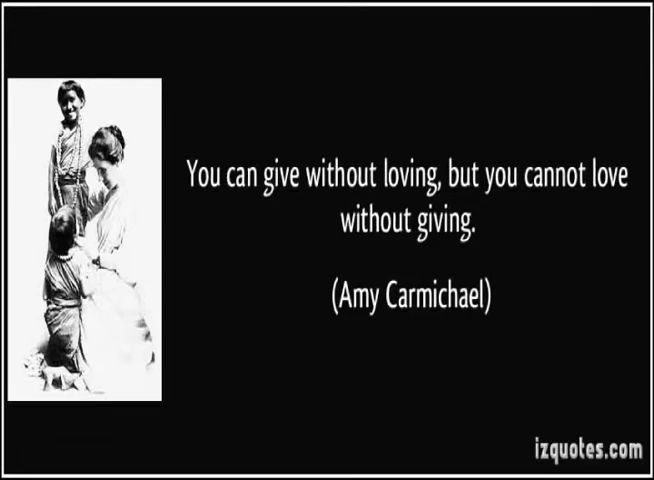 You can give without loving, but you cannot love
without giving.
(Amy Carmichael)
izquotes.com